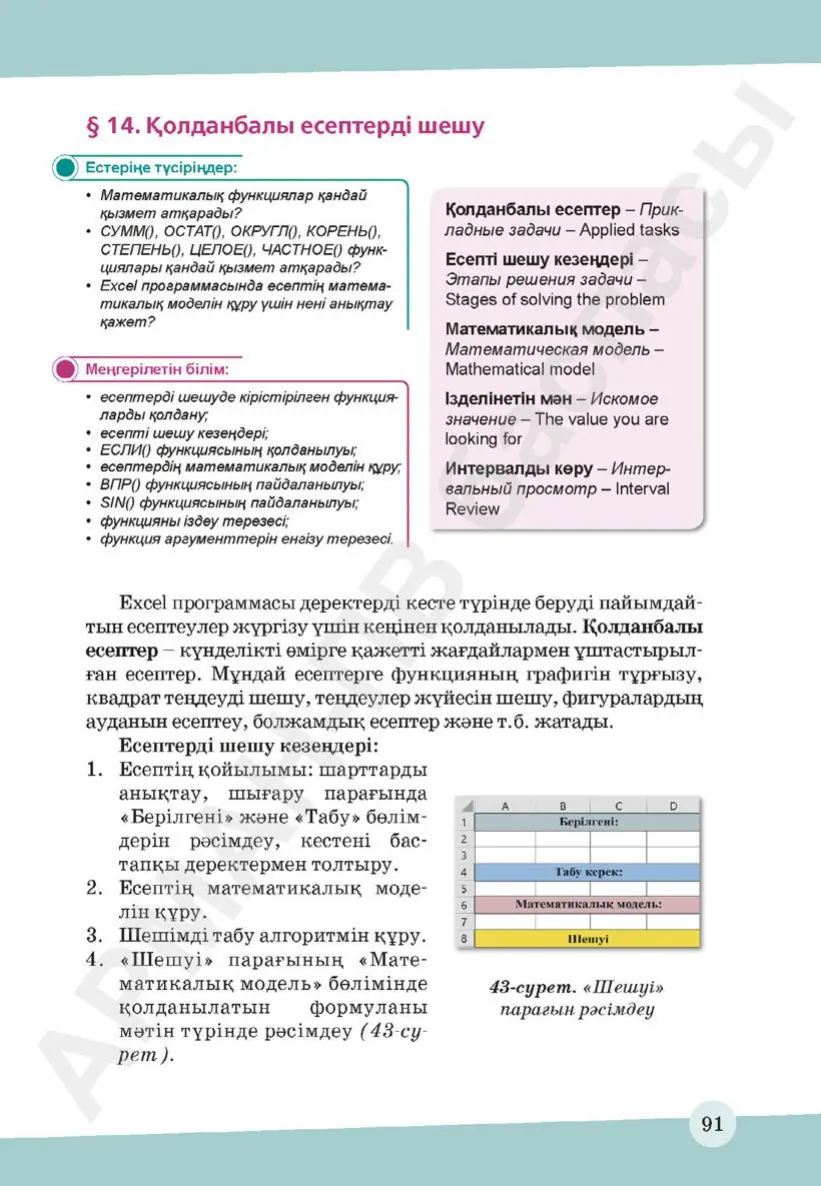 § 14. Қолданбалы есептерді шешу
Естеріңе түсіріңдер:
• Математикалық функциялар қандай
қызмет атқарады?
• СУММ(), ОСТАТ(), ОКРУГЛ(), КОРЕНЬ(),
СТЕПЕНЬ(), ЦЕЛОЕ(), ЧАСТНОЕ() функ-
циялары қандай қызмет атқарады?
• Excel программасында есептің матема-
тикалық моделін құру үшін нені анықтау
қажет?
Меңгерілетін білім:
• есептерді шешуде кірістірілген функция-
ларды қолдану;
• есепті шешу кезеңдері;
• ЕСЛИ() функциясының қолданылуы;
• есептердің математикалық моделін құру;
• ВПР() функциясының пайдаланылуы;
• SIN() функциясының пайдаланылуы;
• функцияны іздеу терезесі;
• функция аргументтерін енгізу терезесі.
Қолданбалы есептер – Прик-
ладные задачи – Applied tasks
Есепті шешу кезеңдері –
Этапы решения задачи –
Stages of solving the problem
Математикалық модель –
Математическая модель –
Mathematical model
Ізделінетін мән – Искомое
значение – The value you are
looking for
Интервалды көру – Интер-
вальный просмотр – Interval
Review
Excel программасы деректерді кесте түрінде беруді пайымдай-
тын есептеулер жүргізу үшін кеңінен қолданылады. Қолданбалы
есептер – күнделікті өмірге қажетті жағдайлармен ұштастырыл-
ған есептер. Мұндай есептерге функцияның графигін тұрғызу,
квадрат теңдеуді шешу, теңдеулер жүйесін шешу, фигуралардың
ауданын есептеу, болжамдық есептер және т.б. жатады.
Есептерді шешу кезеңдері:
1. Есептің қойылымы: шарттарды
анықтау, шығару парағында
«Берілгені» және «Табу» бөлім-
дерін рәсімдеу, кестені бас-
тапқы деректермен толтыру.
2. Есептің математикалық моде-
лін құру.
3. Шешімді табу алгоритмін құру.
4. «Шешуі» парағының «Мате-
матикалық модель» бөлімінде
қолданылатын формуланы
мәтін түрінде рәсімдеу (43-су-
рет).
A B C D
1 Берілгені:
2
3
4 Табу керек:
5
6 Математикалық модель:
7
8 Шешуі
43-сурет. «Шешуі»
парағын рәсімдеу
91
АРМАН-ПВ баспасы